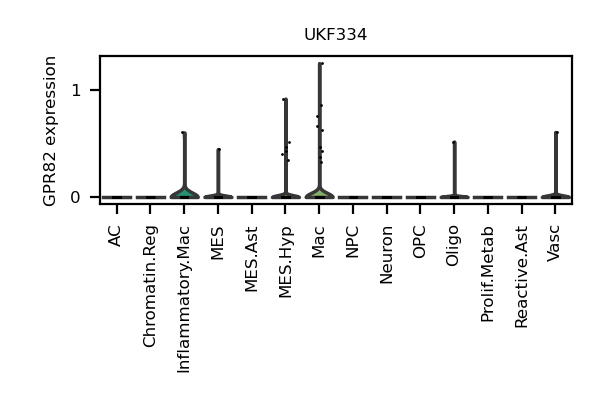 UKF334
GPR82 expression
1
0
AC
Chromatin.Reg
Inflammatory.Mac
MES
MES.Ast
MES.Hyp
Mac
NPC
Neuron
OPC
Oligo
Prolif.Metab
Reactive.Ast
Vasc